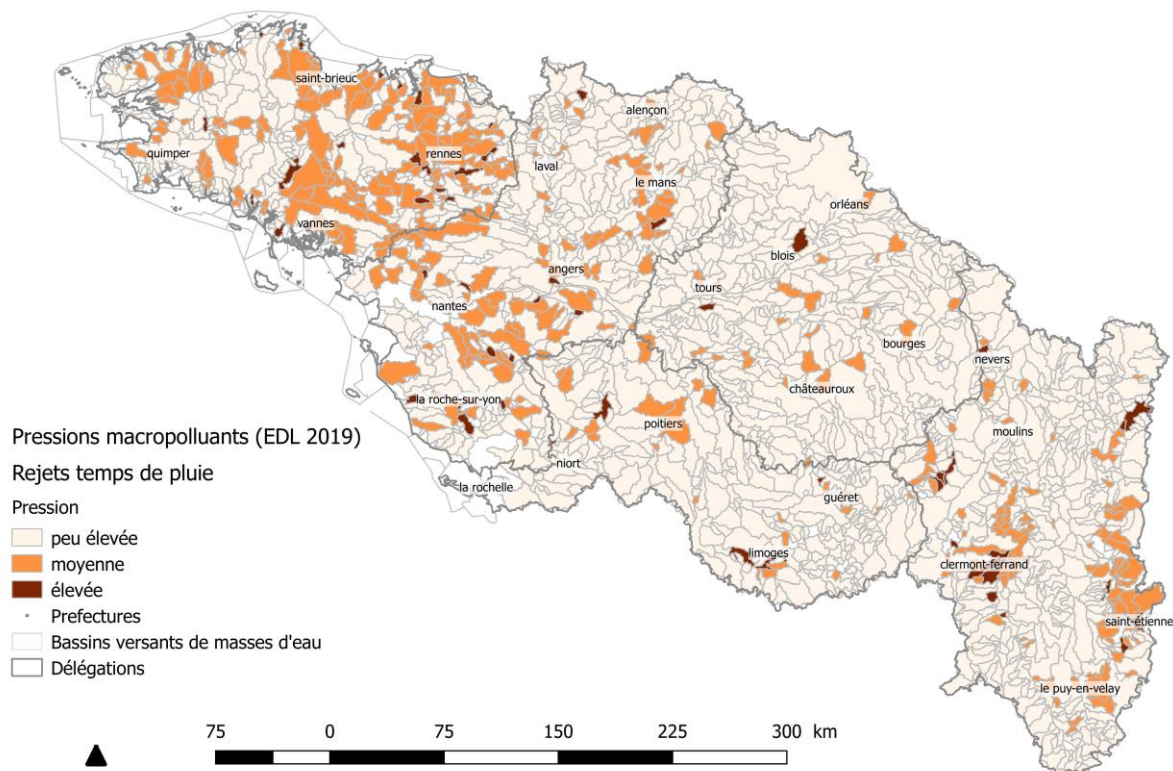 saint-brieuc
alençon
quimper
rennes
laval
le mans
vannes
orléans
blois
angers
tours
nantes
bourges
nevers
châteauroux
la roche-sur-yon
poitiers
moulins
niort
la rochelle
guéret
limoges
clermont-ferrand
saint-étienne
le puy-en-velay
Pressions macropolluants (EDL 2019)
Rejets temps de pluie
Pression
peu élevée
moyenne
élevée
Prefectures
Bassins versants de masses d'eau
Délégations
75 0 75 150 225 300 km